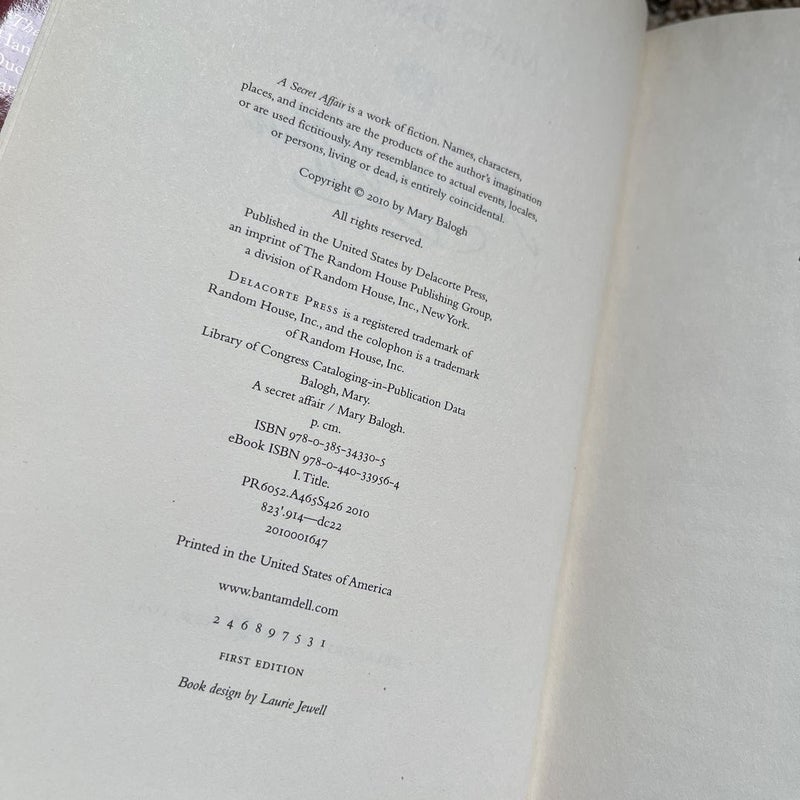 A Secret Affair is a work of fiction. Names, characters,
places, and incidents are the products of the author's imagination
or are used fictitiously. Any resemblance to actual events, locales,
or persons, living or dead, is entirely coincidental.
Copyright © 2010 by Mary Balogh
All rights reserved.
Published in the United States by Delacorte Press,
an imprint of The Random House Publishing Group,
a division of Random House, Inc., New York.
DELACORTE PRESS is a registered trademark of
Random House, Inc., and the colophon is a trademark
of Random House, Inc.
Library of Congress Cataloging-in-Publication Data
Balogh, Mary.
A secret affair / Mary Balogh.
p. cm.
ISBN 978-0-385-34330-5
eBook ISBN 978-0-440-33956-4
I. Title.
PR6052.A465S426 2010
823'.914—dc22
2010001647
Printed in the United States of America
www.bantamdell.com
2 4 6 8 9 7 5 3 1
FIRST EDITION
Book design by Laurie Jewell